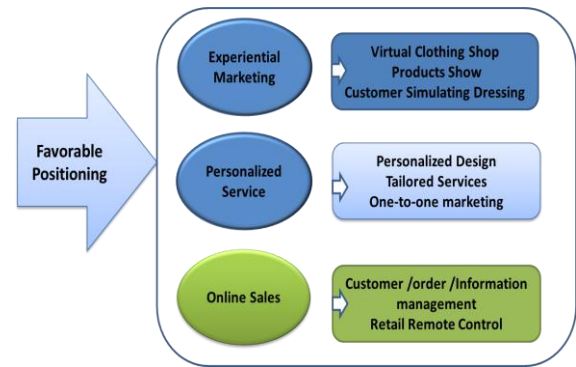 Favorable
Positioning
Experiential
Marketing
Virtual Clothing Shop
Products Show
Customer Simulating Dressing
Personalized
Service
Personalized Design
Tailored Services
One-to-one marketing
Online Sales
Customer /order /Information
management
Retail Remote Control